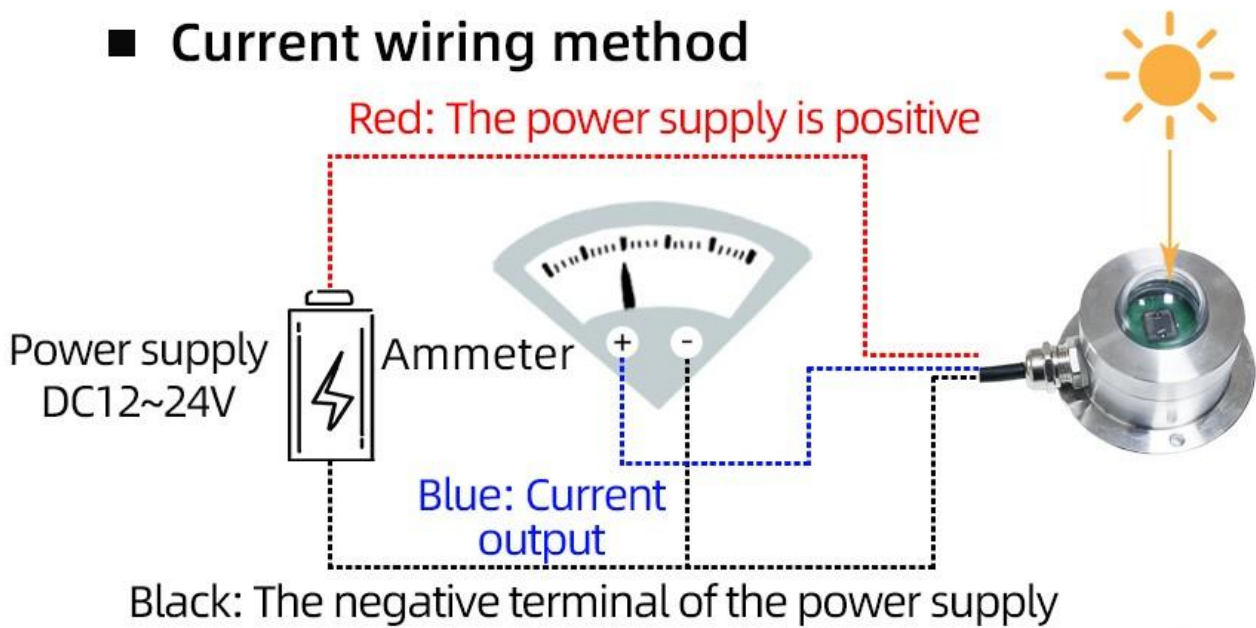 ■ Current wiring method
Red: The power supply is positive
Power supply
DC12~24V
Ammeter
+ -
Blue: Current
output
Black: The negative terminal of the power supply